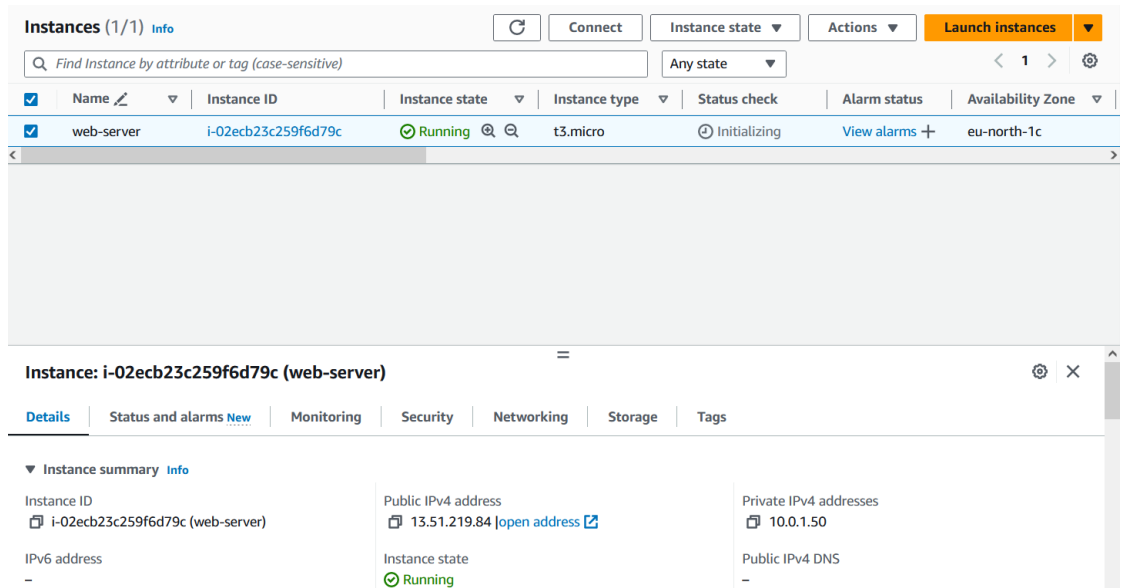 Instances (1/1) Info Connect Instance state Actions Launch instances
Find Instance by attribute or tag (case-sensitive) Any state 1
Name Instance ID Instance state Instance type Status check Alarm status Availability Zone
web-server i-02ecb23c259f6d79c Running t3.micro Initializing View alarms + eu-north-1c
Instance: i-02ecb23c259f6d79c (web-server)
Details Status and alarms New Monitoring Security Networking Storage Tags
Instance summary Info
Instance ID Public IPv4 address Private IPv4 addresses
i-02ecb23c259f6d79c (web-server) 13.51.219.84 |open address 10.0.1.50
IPv6 address Instance state Public IPv4 DNS
– Running –